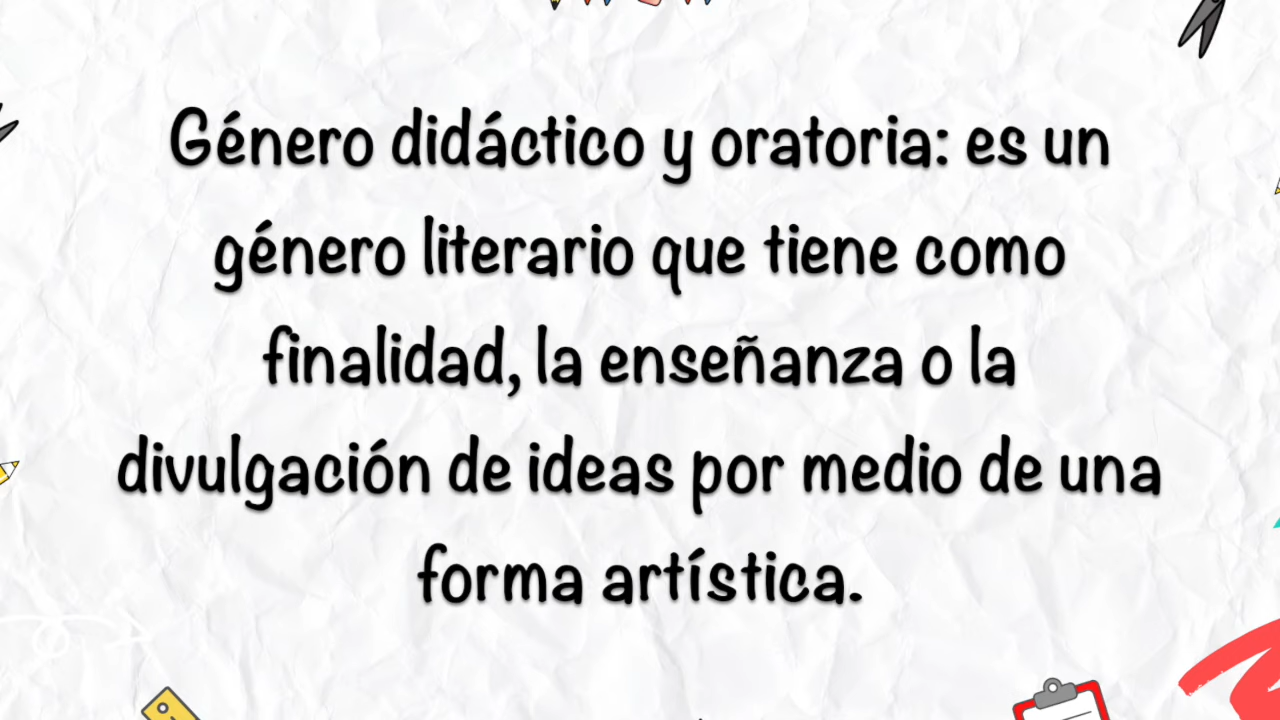 Género didáctico y oratoria: es un
género literario que tiene como
finalidad, la enseñanza o la
divulgación de ideas por medio de una
forma artística.